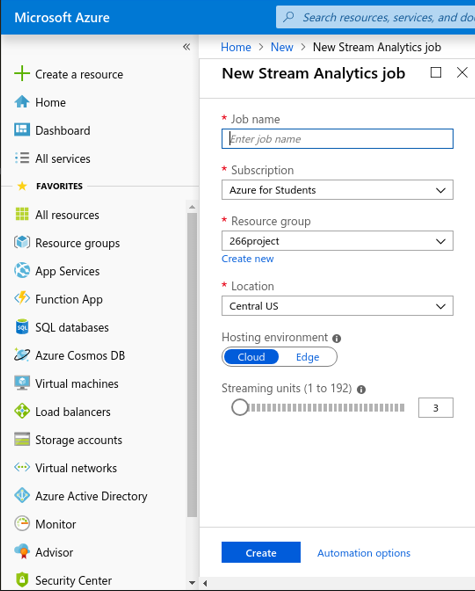 Microsoft Azure
Search resources, services, and do
Home > New > New Stream Analytics job
Create a resource
Home
Dashboard
All services
FAVORITES
All resources
Resource groups
App Services
Function App
SQL databases
Azure Cosmos DB
Virtual machines
Load balancers
Storage accounts
Virtual networks
Azure Active Directory
Monitor
Advisor
Security Center
New Stream Analytics job
* Job name
Enter job name
* Subscription
Azure for Students
* Resource group
266project
Create new
* Location
Central US
Hosting environment
Cloud Edge
Streaming units (1 to 192)
3
Create Automation options